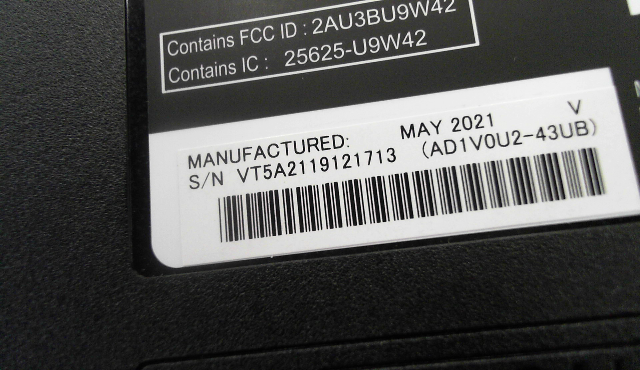 Contains FCC ID : 2AU3BU9W42
Contains IC : 25625-U9W42
MANUFACTURED: MAY 2021 V
S/N VT5A2119121713 (AD1V0U2-43UB)